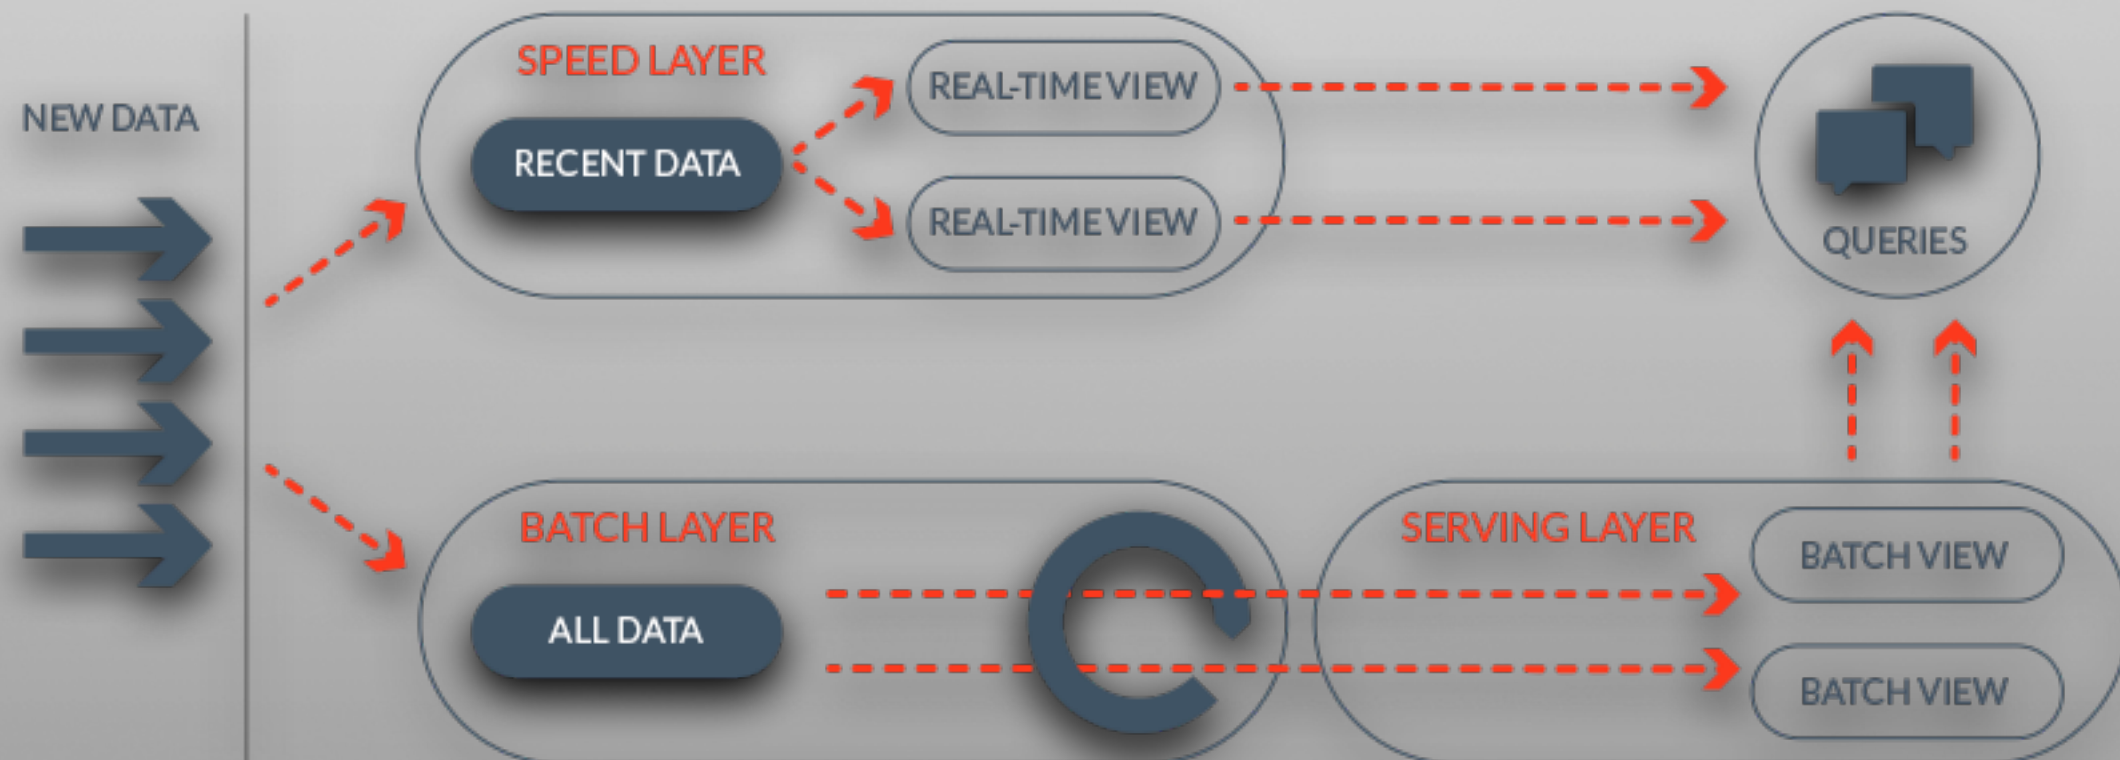 NEW DATA
SPEED LAYER
RECENT DATA
REAL-TIME VIEW
REAL-TIME VIEW
QUERIES
BATCH LAYER
ALL DATA
SERVING LAYER
BATCH VIEW
BATCH VIEW